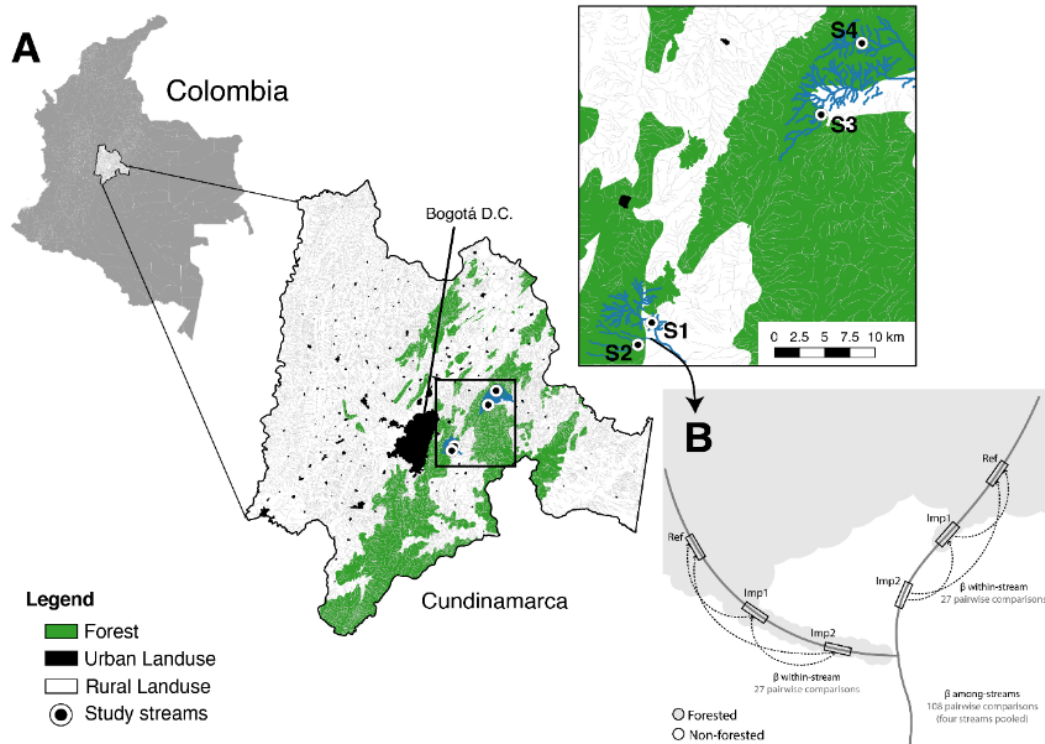 A
Colombia
Bogotá D.C.
Cundinamarca
Legend
Forest
Urban Landuse
Rural Landuse
Study streams
S4
S3
S1
S2
0 2.5 5 7.5 10 km
B
Ref
Imp1
Imp2
β within-stream
27 pairwise comparisons
Ref
Imp1
Imp2
β within-stream
27 pairwise comparisons
β among-streams
108 pairwise comparisons
(four streams pooled)
Forested
Non-forested